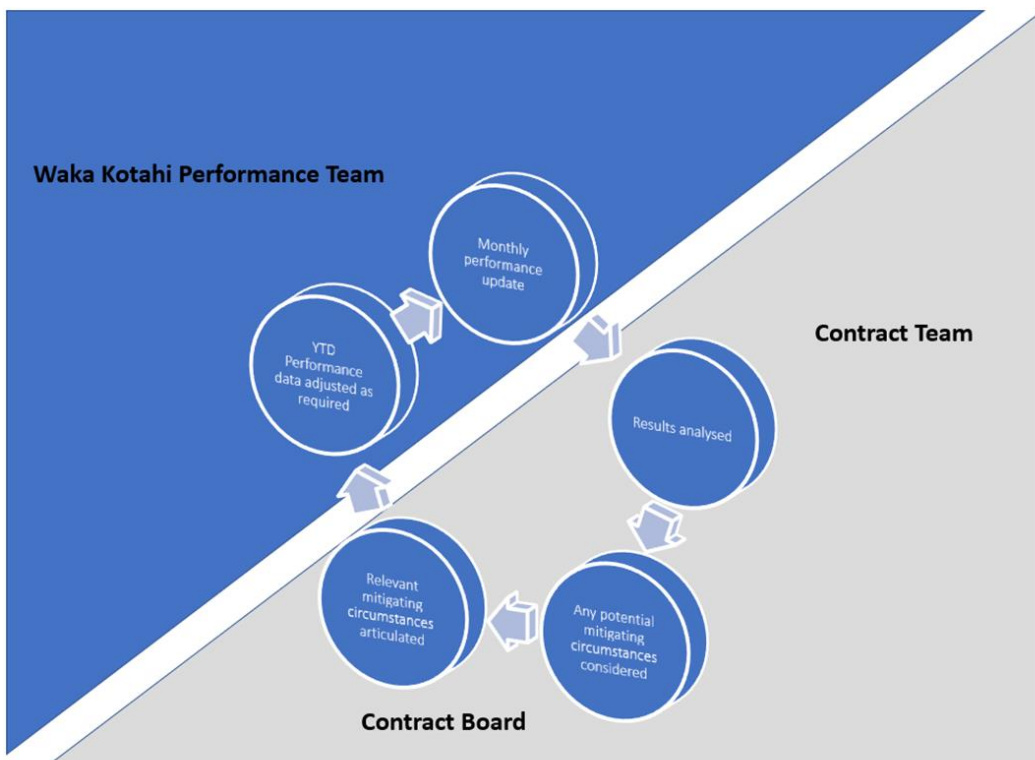 Waka Kotahi Performance Team
Monthly
performance
update
YTD
Performance
data adjusted as
required
Contract Team
Results analysed
Any potential
mitigating
circumstances
considered
Relevant
mitigating
circumstances
articulated
Contract Board